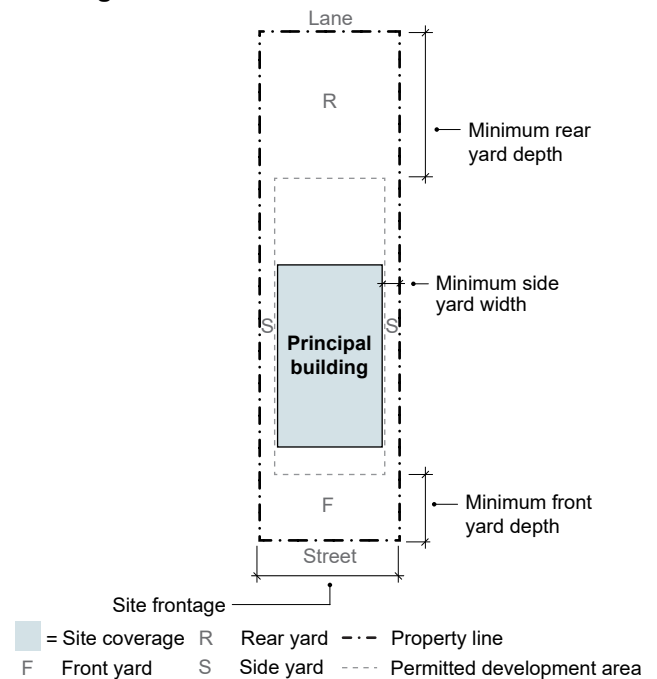 Lane
R
Minimum rear
yard depth
Minimum side
yard width
S
S
Principal
building
F
Minimum front
yard depth
Street
Site frontage
= Site coverage R Rear yard Property line
F Front yard S Side yard Permitted development area